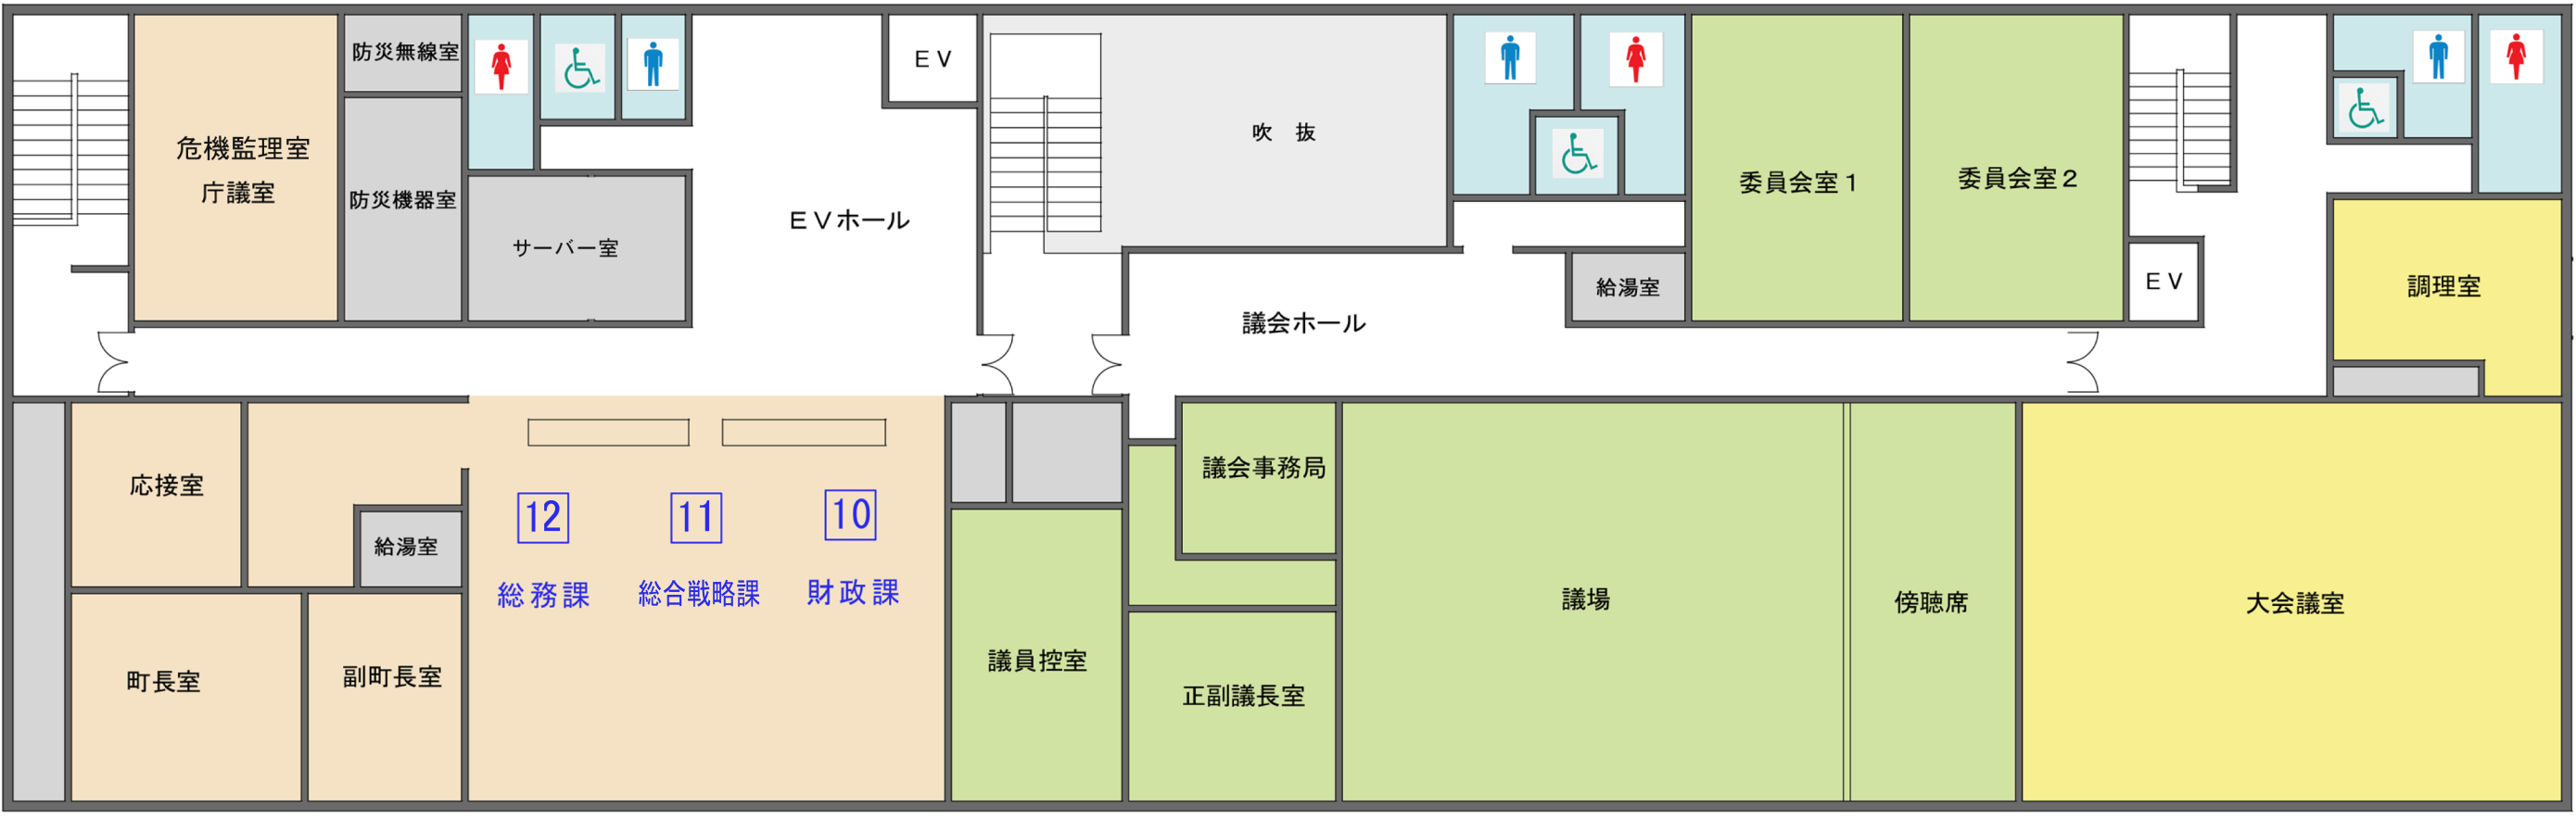 防災無線室
ＥＶ
吹　抜
危機監理室
庁議室
防災機器室
ＥＶホール
サーバー室
委員会室１
委員会室２
給湯室
ＥＶ
調理室
議会ホール
応接室
給湯室
12
11
10
総務課
総合戦略課
財政課
議会事務局
町長室
副町長室
議員控室
正副議長室
議場
傍聴席
大会議室